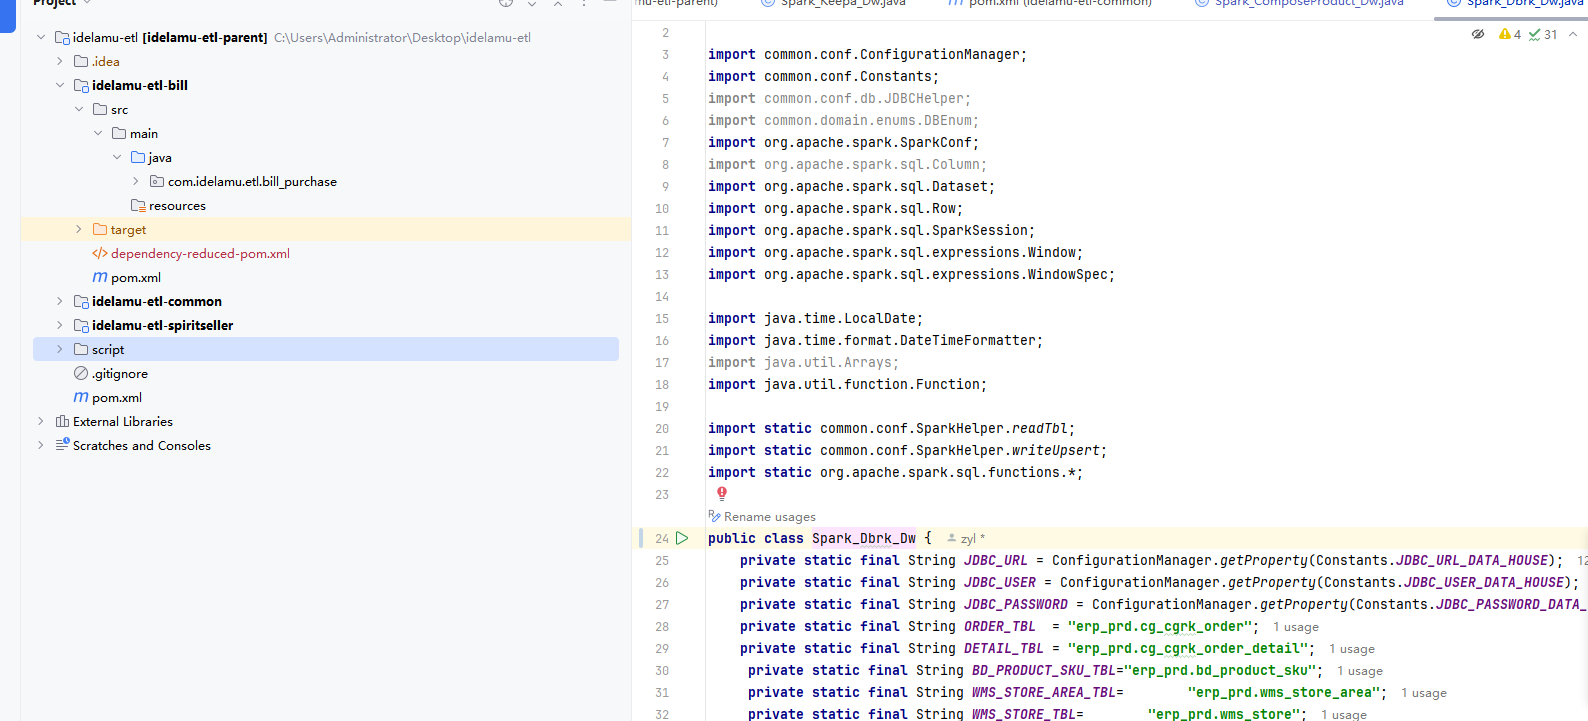 Project
idelamu-etl [idelamu-etl-parent] C:\Users\Administrator\Desktop\idelamu-etl
.idea
idelamu-etl-bill
src
main
java
com.idelamu.etl.bill_purchase
resources
target
dependency-reduced-pom.xml
pom.xml
idelamu-etl-common
idelamu-etl-spiritseller
script
.gitignore
pom.xml
External Libraries
Scratches and Consoles
mu-etl-parent) Spark_Keepa_Dw.java pom.xml (idelamu-etl-common) Spark_ComposeProduct_Dw.java Spark_Dbrk_Dw.java
4 31
2
3 import common.conf.ConfigurationManager;
4 import common.conf.Constants;
5 import common.conf.db.JDBCHelper;
6 import common.domain.enums.DBEnum;
7 import org.apache.spark.SparkConf;
8 import org.apache.spark.sql.Column;
9 import org.apache.spark.sql.Dataset;
10 import org.apache.spark.sql.Row;
11 import org.apache.spark.sql.SparkSession;
12 import org.apache.spark.sql.expressions.Window;
13 import org.apache.spark.sql.expressions.WindowSpec;
14
15 import java.time.LocalDate;
16 import java.time.format.DateTimeFormatter;
17 import java.util.Arrays;
18 import java.util.function.Function;
19
20 import static common.conf.SparkHelper.readTbl;
21 import static common.conf.SparkHelper.writeUpsert;
22 import static org.apache.spark.sql.functions.*;
23
Rename usages
24 public class Spark_Dbrk_Dw { zyl *
25 private static final String JDBC_URL = ConfigurationManager.getProperty(Constants.JDBC_URL_DATA_HOUSE); 12
26 private static final String JDBC_USER = ConfigurationManager.getProperty(Constants.JDBC_USER_DATA_HOUSE);
27 private static final String JDBC_PASSWORD = ConfigurationManager.getProperty(Constants.JDBC_PASSWORD_DATA_
28 private static final String ORDER_TBL = "erp_prd.cg_cgrk_order"; 1 usage
29 private static final String DETAIL_TBL = "erp_prd.cg_cgrk_order_detail"; 1 usage
30 private static final String BD_PRODUCT_SKU_TBL="erp_prd.bd_product_sku"; 1 usage
31 private static final String WMS_STORE_AREA_TBL= "erp_prd.wms_store_area"; 1 usage
32 private static final String WMS_STORE_TBL= "erp_prd.wms_store"; 1 usage